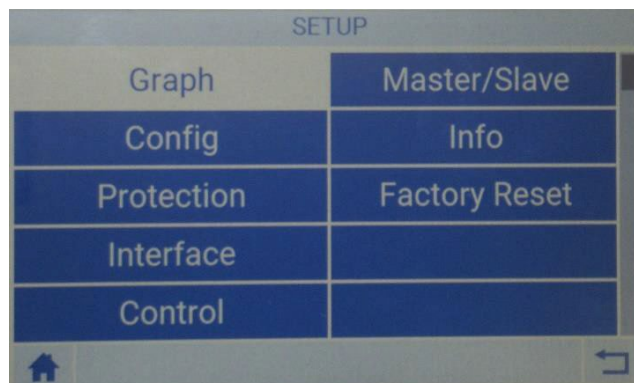 SETUP
Graph
Master/Slave
Config
Info
Protection
Factory Reset
Interface
Control